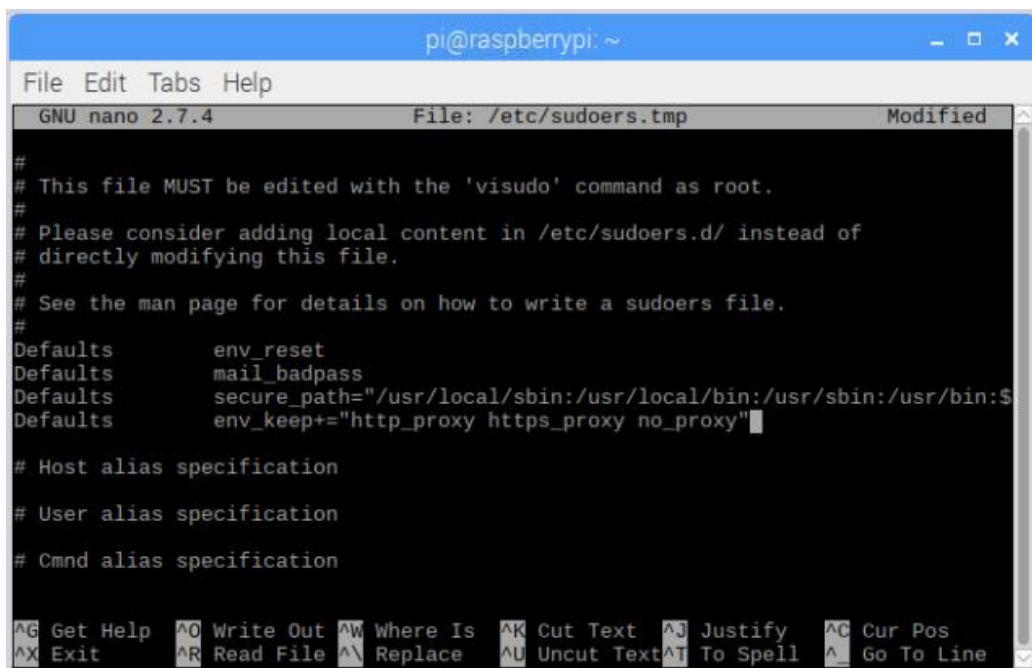 pi@raspberrypi: ~
File Edit Tabs Help
GNU nano 2.7.4 File: /etc/sudoers.tmp Modified
#
# This file MUST be edited with the 'visudo' command as root.
#
# Please consider adding local content in /etc/sudoers.d/ instead of
# directly modifying this file.
#
# See the man page for details on how to write a sudoers file.
#
Defaults env_reset
Defaults mail_badpass
Defaults secure_path="/usr/local/sbin:/usr/local/bin:/usr/sbin:/usr/bin:$
Defaults env_keep+="http_proxy https_proxy no_proxy"
# Host alias specification
# User alias specification
# Cmnd alias specification
^G Get Help ^O Write Out ^W Where Is ^K Cut Text ^J Justify ^C Cur Pos
^X Exit ^R Read File ^\ Replace ^U Uncut Text ^T To Spell ^_ Go To Line